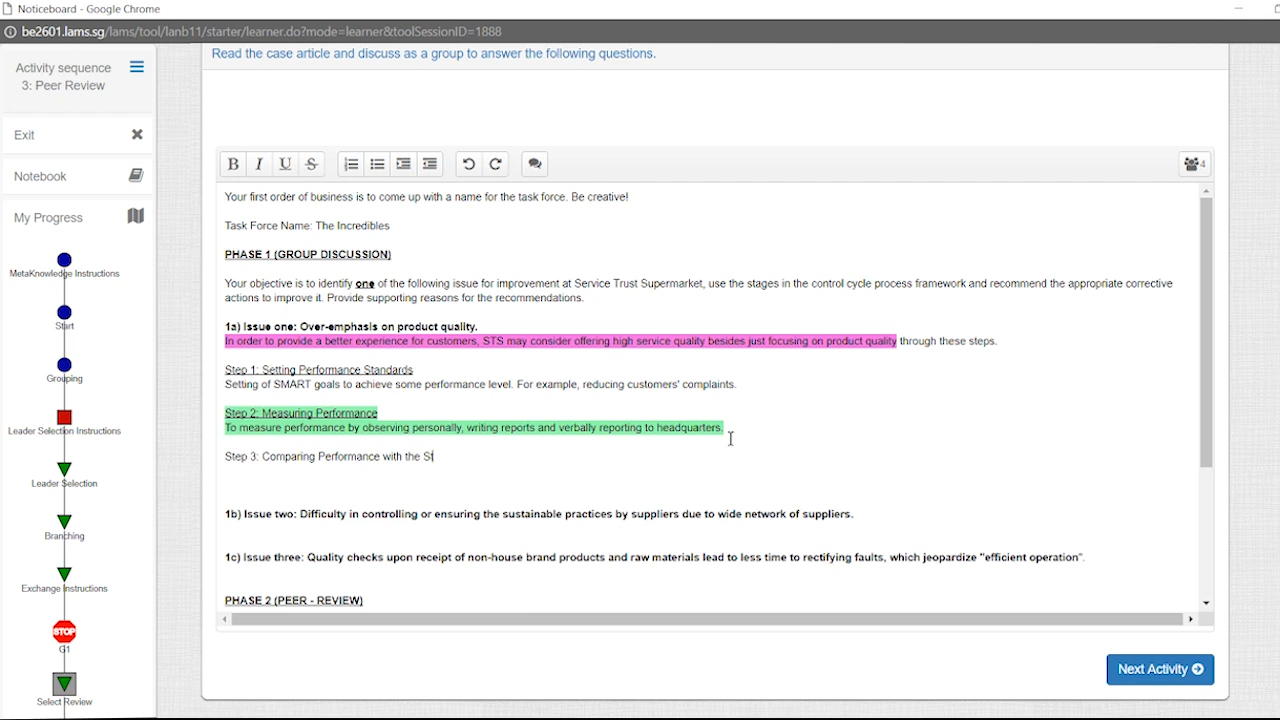 Noticeboard - Google Chrome
be2601.lams.sg/lams/tool/lanb11/starter/learner.do?mode=learner&toolSessionID=1888
Activity sequence
3: Peer Review
Exit
Notebook
My Progress
MetaKnowledge Instructions
Start
Grouping
Leader Selection Instructions
Leader Selection
Branching
Exchange Instructions
STOP
G1
Select Review
Read the case article and discuss as a group to answer the following questions.
B I U S
4
Your first order of business is to come up with a name for the task force. Be creative!
Task Force Name: The Incredibles
PHASE 1 (GROUP DISCUSSION)
Your objective is to identify one of the following issue for improvement at Service Trust Supermarket, use the stages in the control cycle process framework and recommend the appropriate corrective
actions to improve it. Provide supporting reasons for the recommendations.
1a) Issue one: Over-emphasis on product quality.
In order to provide a better experience for customers, STS may consider offering high service quality besides just focusing on product quality through these steps.
Step 1: Setting Performance Standards
Setting of SMART goals to achieve some performance level. For example, reducing customers' complaints.
Step 2: Measuring Performance
To measure performance by observing personally, writing reports and verbally reporting to headquarters.
Step 3: Comparing Performance with the St
1b) Issue two: Difficulty in controlling or ensuring the sustainable practices by suppliers due to wide network of suppliers.
1c) Issue three: Quality checks upon receipt of non-house brand products and raw materials lead to less time to rectifying faults, which jeopardize "efficient operation".
PHASE 2 (PEER - REVIEW)
Next Activity